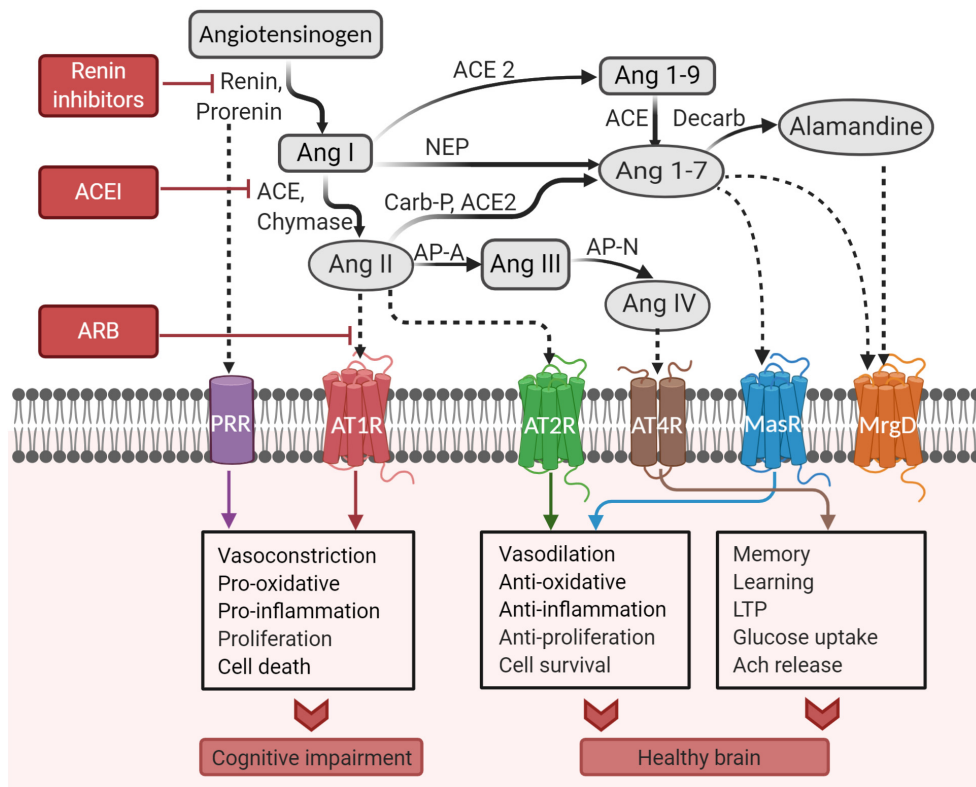 Angiotensinogen
Renin
inhibitors
Renin,
Prorenin
ACE 2
Ang 1-9
ACE
Decarb
Alamandine
Ang I
NEP
Ang 1-7
ACEI
ACE,
Chymase
Carb-P, ACE2
Ang II
AP-A
Ang III
AP-N
Ang IV
ARB
PRR
AT1R
AT2R
AT4R
MasR
MrgD
Vasoconstriction
Pro-oxidative
Pro-inflammation
Proliferation
Cell death
Vasodilation
Anti-oxidative
Anti-inflammation
Anti-proliferation
Cell survival
Memory
Learning
LTP
Glucose uptake
Ach release
Cognitive impairment
Healthy brain